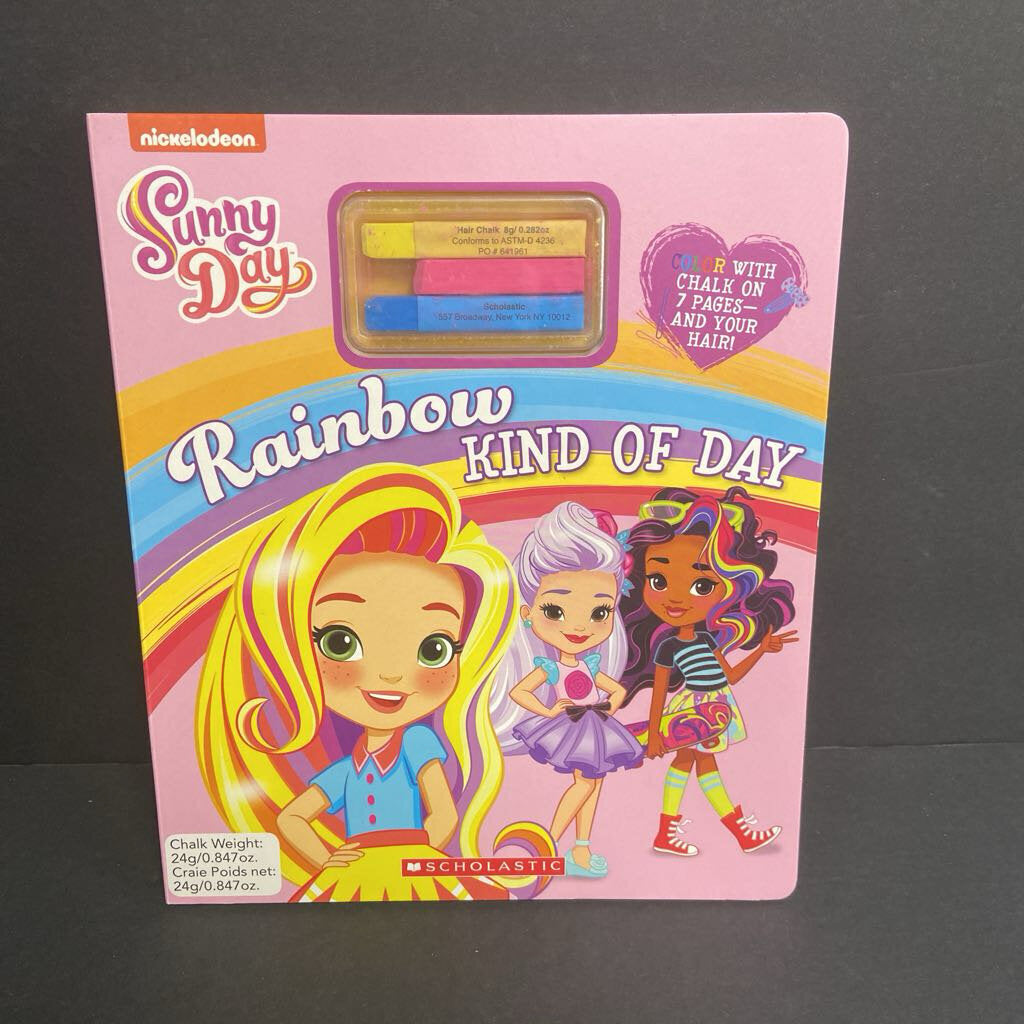 nickelodeon
Sunny
Day
Hair Chalk 8g/ 0.282oz
Conforms to ASTM-D 4236
PO # 641961
Scholastic
557 Broadway, New York NY 10012
COLOR WITH
CHALK ON
7 PAGES—
AND YOUR
HAIR!
Rainbow
KIND OF DAY
Chalk Weight:
24g/0.847oz.
Craie Poids net:
24g/0.847oz.
SCHOLASTIC